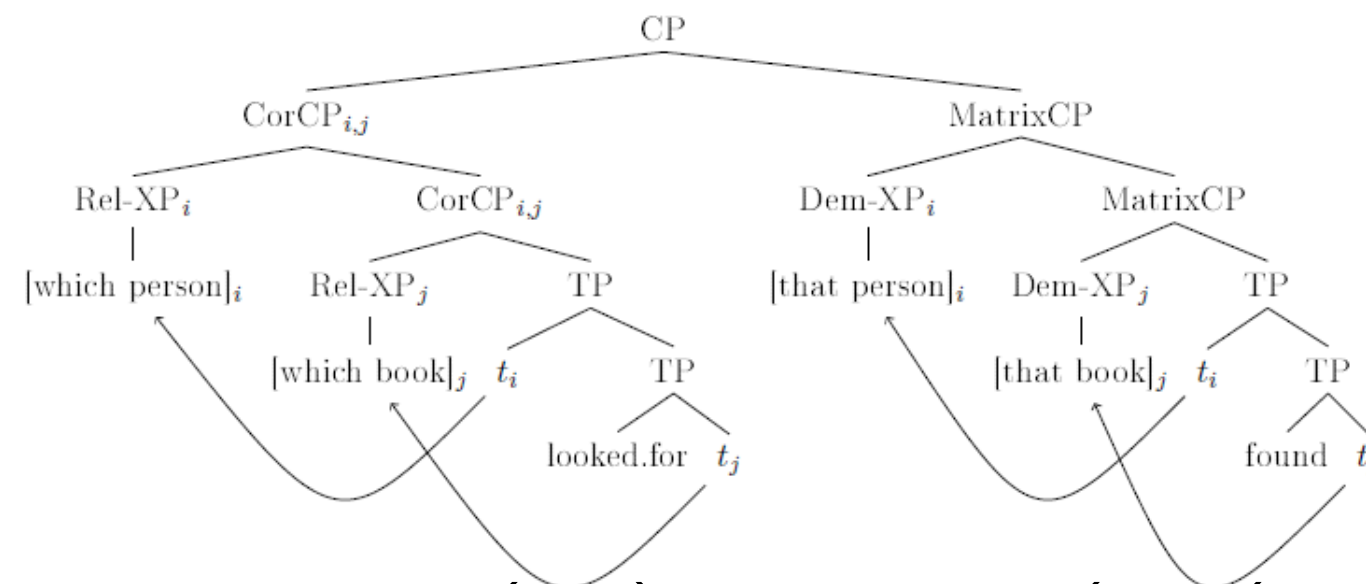 CP
CorCP_{i,j} MatrixCP
Rel-XP_i CorCP_{i,j} Dem-XP_i MatrixCP
[which person]_i Rel-XP_j TP [that person]_i Dem-XP_j TP
[which book]_j t_i TP [that book]_j t_i TP
looked.for t_j found t